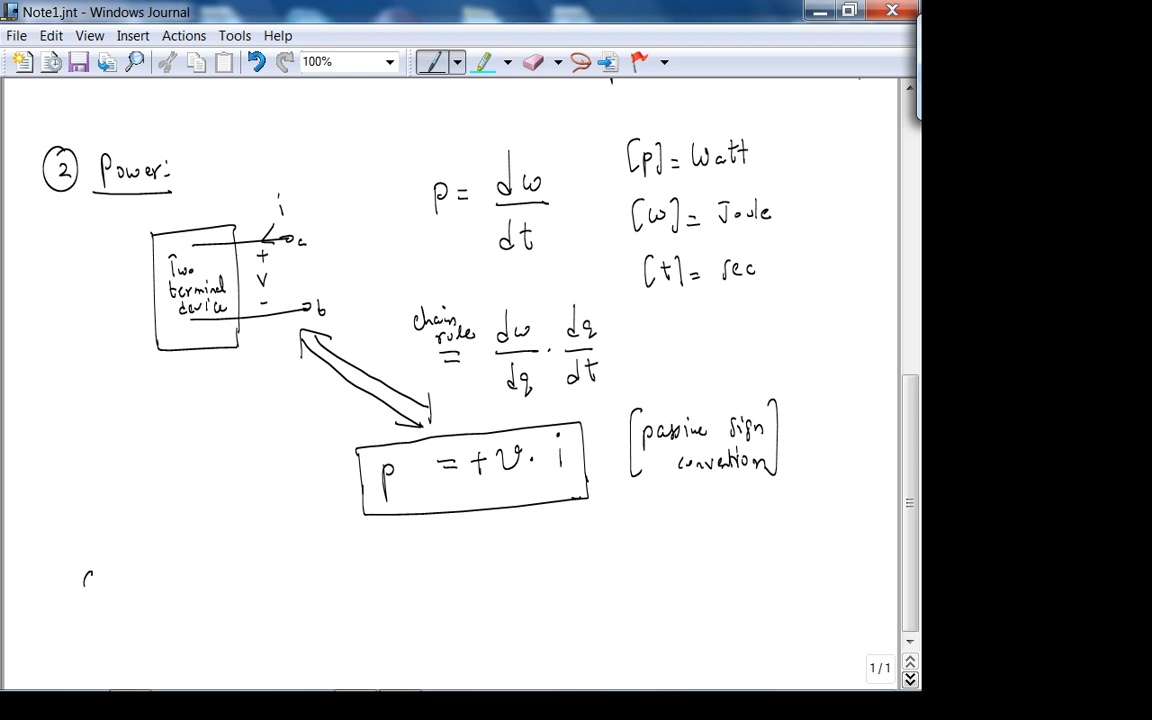 Note1.jnt - Windows Journal
File Edit View Insert Actions Tools Help
100%
② Power:
p = dw/dt
[p] = Watt
[w] = Joule
[t] = sec
i
a
+
Two
terminal
device
v
-
b
chain
rule
= dw/dq · dq/dt
p = + v · i
[passive sign
convention]
1 / 1